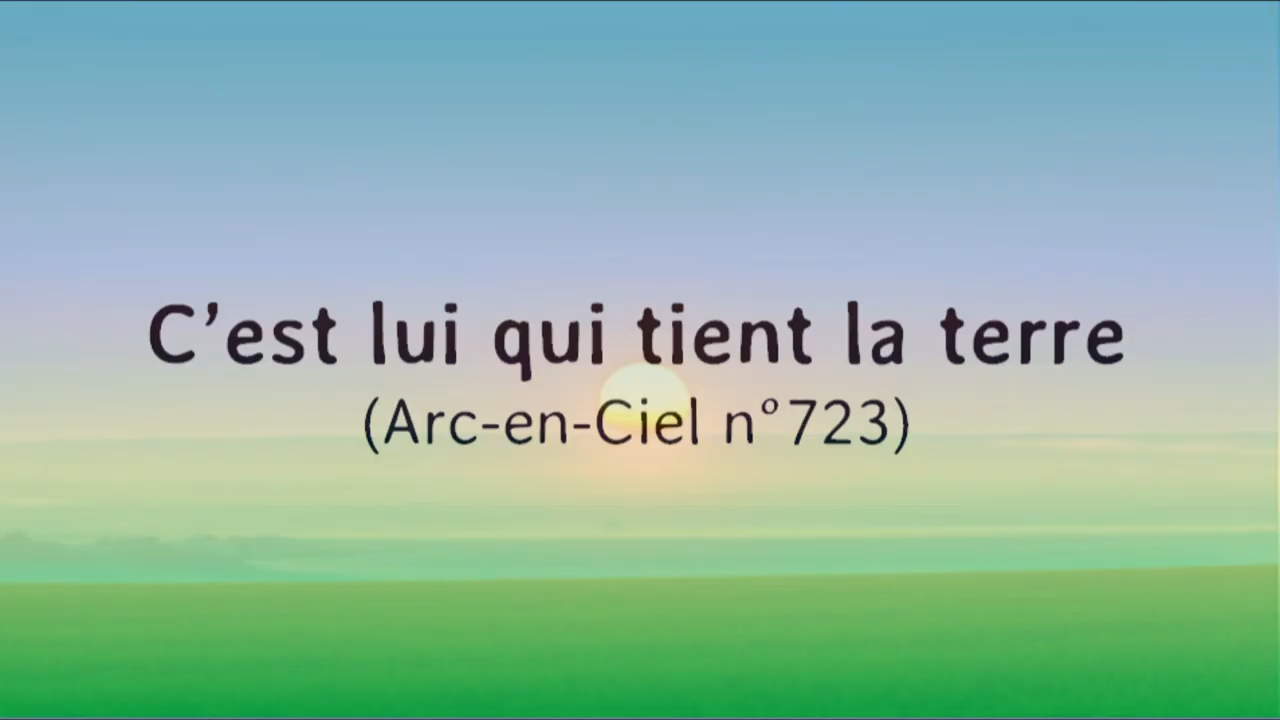 C’est lui qui tient la terre
(Arc-en-Ciel n°723)